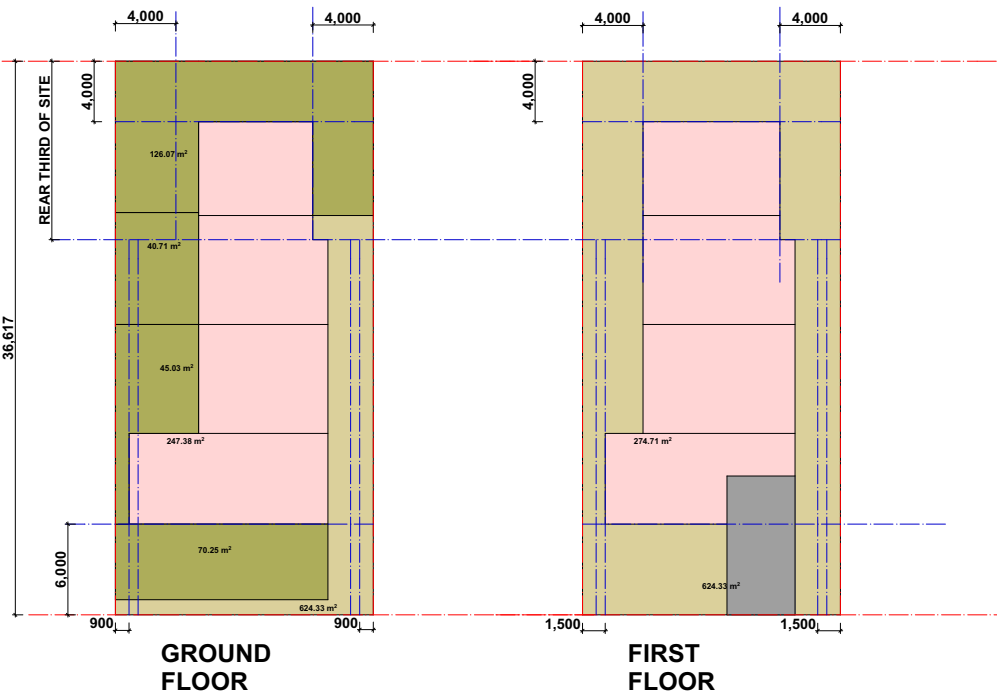 4,000
4,000
4,000
4,000
REAR THIRD OF SITE
4,000
4,000
126.07 m²
40.71 m²
36,617
45.03 m²
247.38 m²
274.71 m²
70.25 m²
6,000
624.33 m²
624.33 m²
900
900
1,500
1,500
GROUND
FLOOR
FIRST
FLOOR